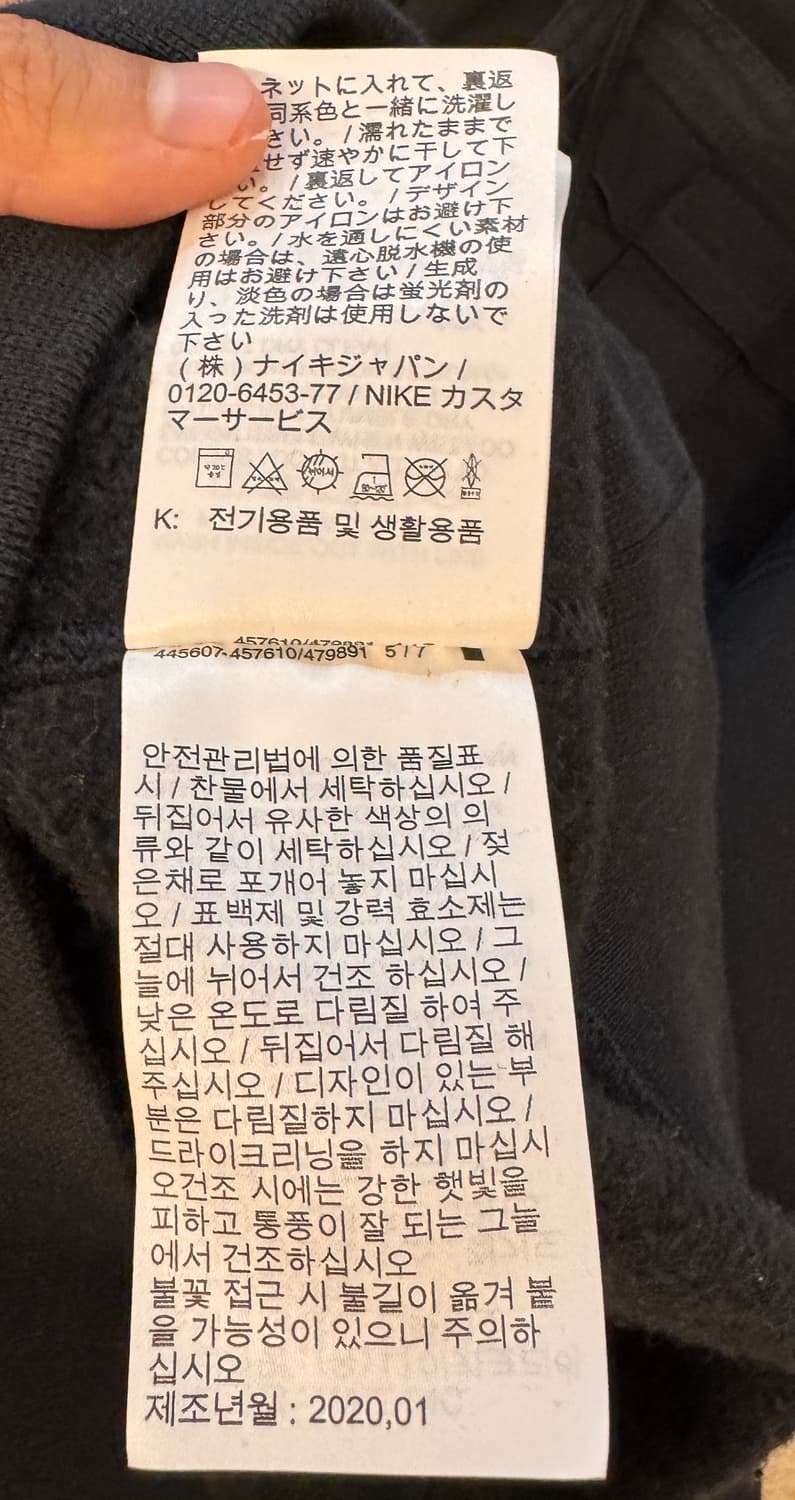 ネットに入れて、裏返
同系色と一緒に洗濯し
さい。/濡れたままで
せず速やかに干して下
い。/裏返してアイロン
してください。/デザイン
部分のアイロンはお避け下
さい。/水を通しにくい素材
の場合は、遠心脱水機の使
用はお避け下さい/生成
り、淡色の場合は蛍光剤の
入った洗剤は使用しないで
下さい
(株)ナイキジャパン/
0120-6453-77/NIKE カスタ
マーサービス
K: 전기용품 및 생활용품
445607-457610/479891 517
안전관리법에 의한 품질표
시/찬물에서 세탁하십시오/
뒤집어서 유사한 색상의 의
류와 같이 세탁하십시오/젖
은채로 포개어 놓지 마십시
오/표백제 및 강력 효소제는
절대 사용하지 마십시오/그
늘에 뉘어서 건조 하십시오/
낮은 온도로 다림질 하여 주
십시오/뒤집어서 다림질 해
주십시오/디자인이 있는 부
분은 다림질하지 마십시오/
드라이크리닝을 하지 마십시
오건조 시에는 강한 햇빛을
피하고 통풍이 잘 되는 그늘
에서 건조하십시오
불꽃 접근 시 불길이 옮겨 붙
을 가능성이 있으니 주의하
십시오
제조년월 : 2020,01